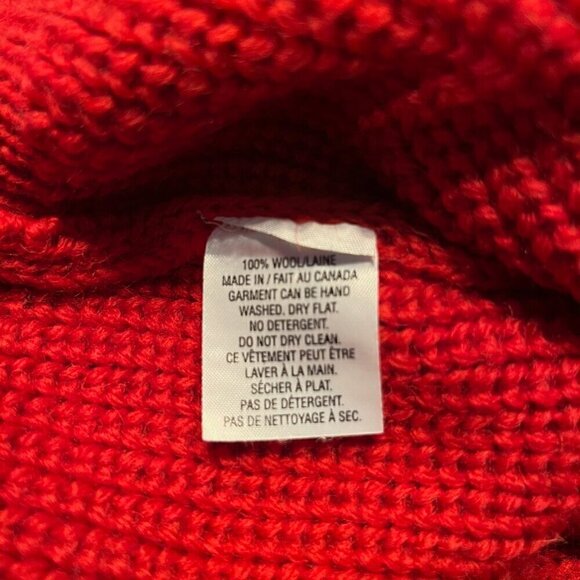 100% WOOL/LAINE
MADE IN / FAIT AU CANADA
GARMENT CAN BE HAND
WASHED. DRY FLAT.
NO DETERGENT.
DO NOT DRY CLEAN.
CE VÊTEMENT PEUT ÊTRE
LAVER À LA MAIN.
SÉCHER À PLAT.
PAS DE DÉTERGENT.
PAS DE NETTOYAGE À SEC.